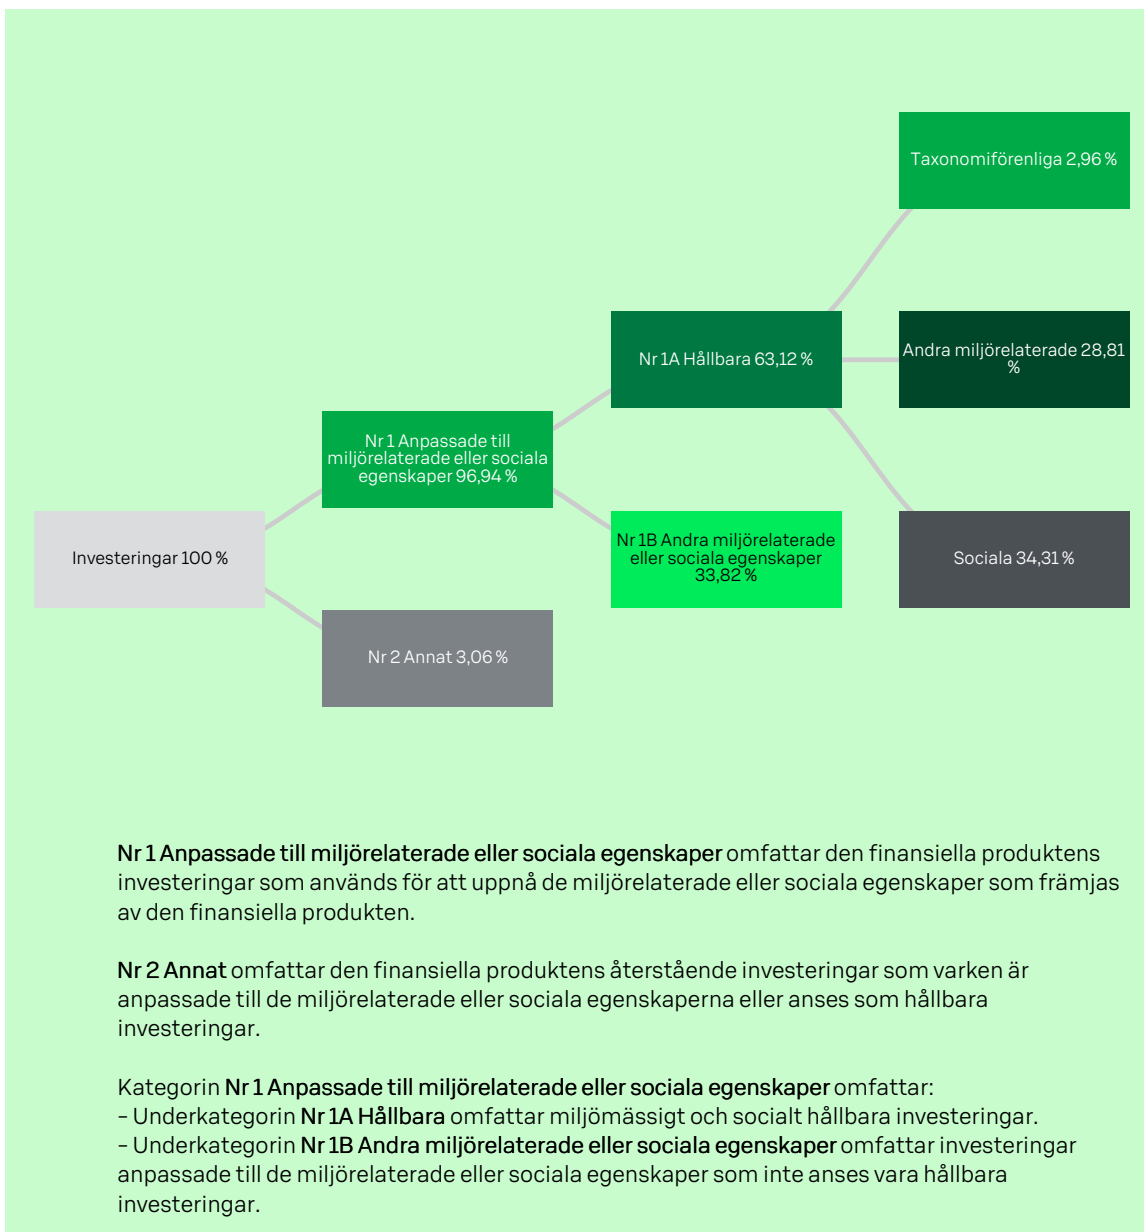 Taxonomiförenliga 2,96 %
Nr 1A Hållbara 63,12 %
Andra miljörelaterade 28,81
%
Nr 1 Anpassade till
miljörelaterade eller sociala
egenskaper 96,94 %
Investeringar 100 %
Nr 1B Andra miljörelaterade
eller sociala egenskaper
33,82 %
Sociala 34,31 %
Nr 2 Annat 3,06 %
Nr 1 Anpassade till miljörelaterade eller sociala egenskaper omfattar den finansiella produktens
investeringar som används för att uppnå de miljörelaterade eller sociala egenskaper som främjas
av den finansiella produkten.
Nr 2 Annat omfattar den finansiella produktens återstående investeringar som varken är
anpassade till de miljörelaterade eller sociala egenskaperna eller anses som hållbara
investeringar.
Kategorin Nr 1 Anpassade till miljörelaterade eller sociala egenskaper omfattar:
– Underkategorin Nr 1A Hållbara omfattar miljömässigt och socialt hållbara investeringar.
– Underkategorin Nr 1B Andra miljörelaterade eller sociala egenskaper omfattar investeringar
anpassade till de miljörelaterade eller sociala egenskaper som inte anses vara hållbara
investeringar.